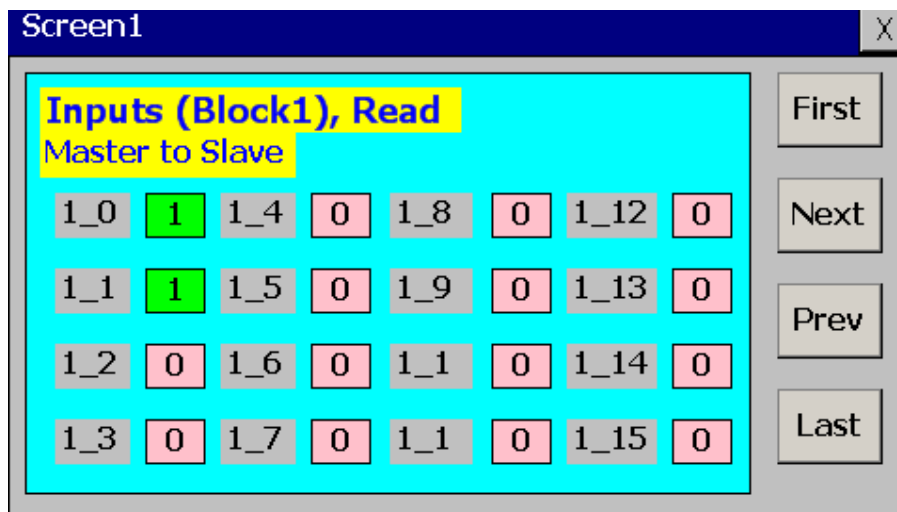 Screen1 X
Inputs (Block1), Read
Master to Slave
1_0 1 1_4 0 1_8 0 1_12 0
1_1 1 1_5 0 1_9 0 1_13 0
1_2 0 1_6 0 1_1 0 1_14 0
1_3 0 1_7 0 1_1 0 1_15 0
First
Next
Prev
Last